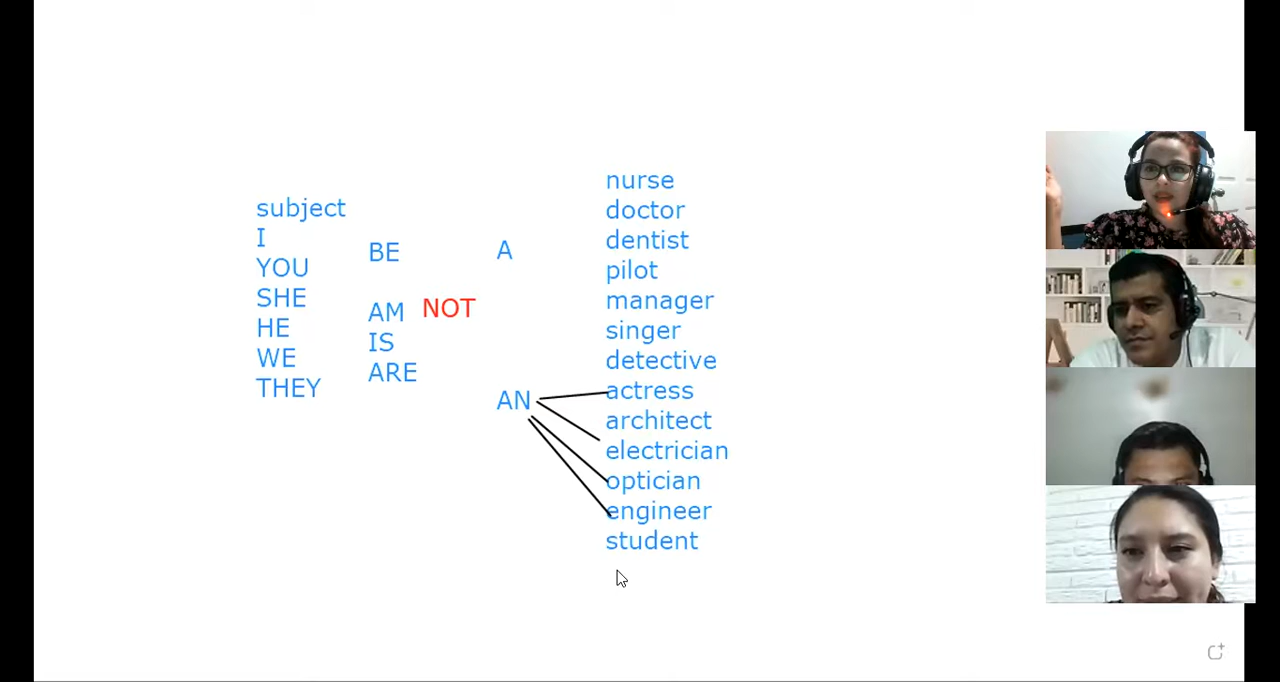 subject
I
YOU
SHE
HE
WE
THEY
BE
AM NOT
IS
ARE
A
AN
nurse
doctor
dentist
pilot
manager
singer
detective
actress
architect
electrician
optician
engineer
student